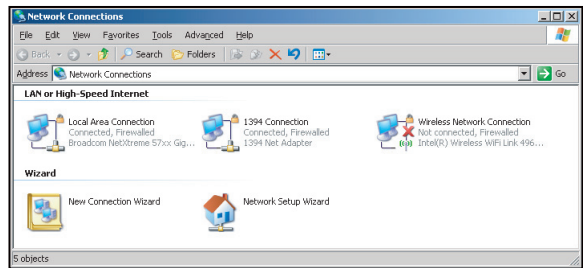 Network Connections
File Edit View Favorites Tools Advanced Help
Back Search Folders
Address Network Connections Go
LAN or High-Speed Internet
Local Area Connection
Connected, Firewalled
Broadcom NetXtreme 57xx Gig...
1394 Connection
Connected, Firewalled
1394 Net Adapter
Wireless Network Connection
Not connected, Firewalled
Intel(R) Wireless WiFi Link 496...
Wizard
New Connection Wizard
Network Setup Wizard
5 objects